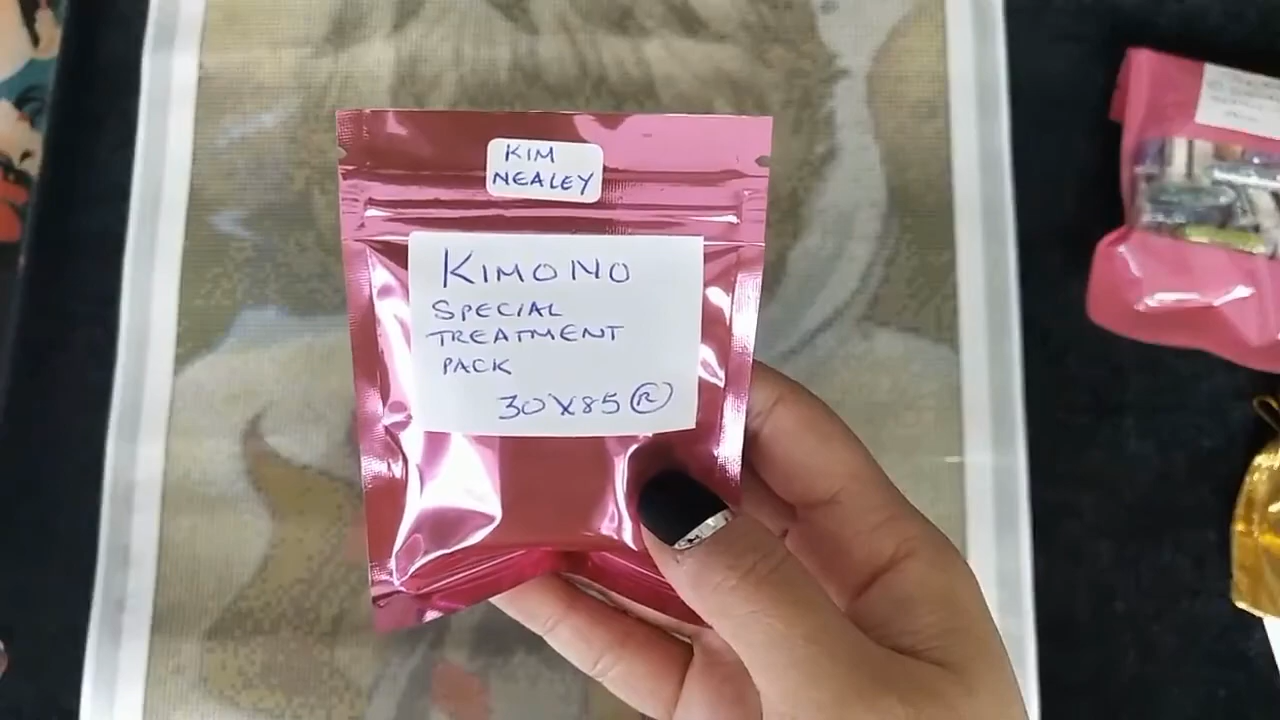 KIM
NEALEY
KIMONO
SPECIAL
TREATMENT
PACK
30X85 Ⓡ